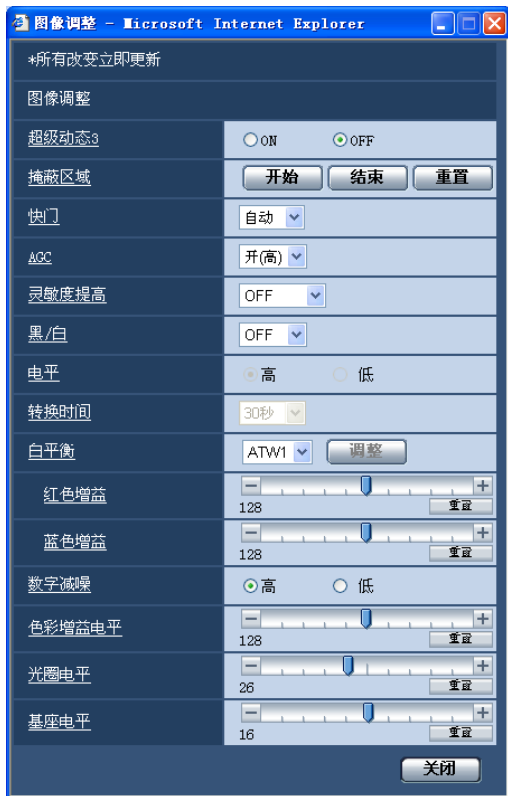 图像调整 - Microsoft Internet Explorer
*所有改变立即更新
图像调整
超级动态3 ON OFF
掩蔽区域 开始 结束 重置
快门 自动
AGC 开(高)
灵敏度提高 OFF
黑/白 OFF
电平 高 低
转换时间 30秒
白平衡 ATW1 调整
红色增益 128 重置
蓝色增益 128 重置
数字减噪 高 低
色彩增益电平 128 重置
光圈电平 26 重置
基座电平 16 重置
关闭